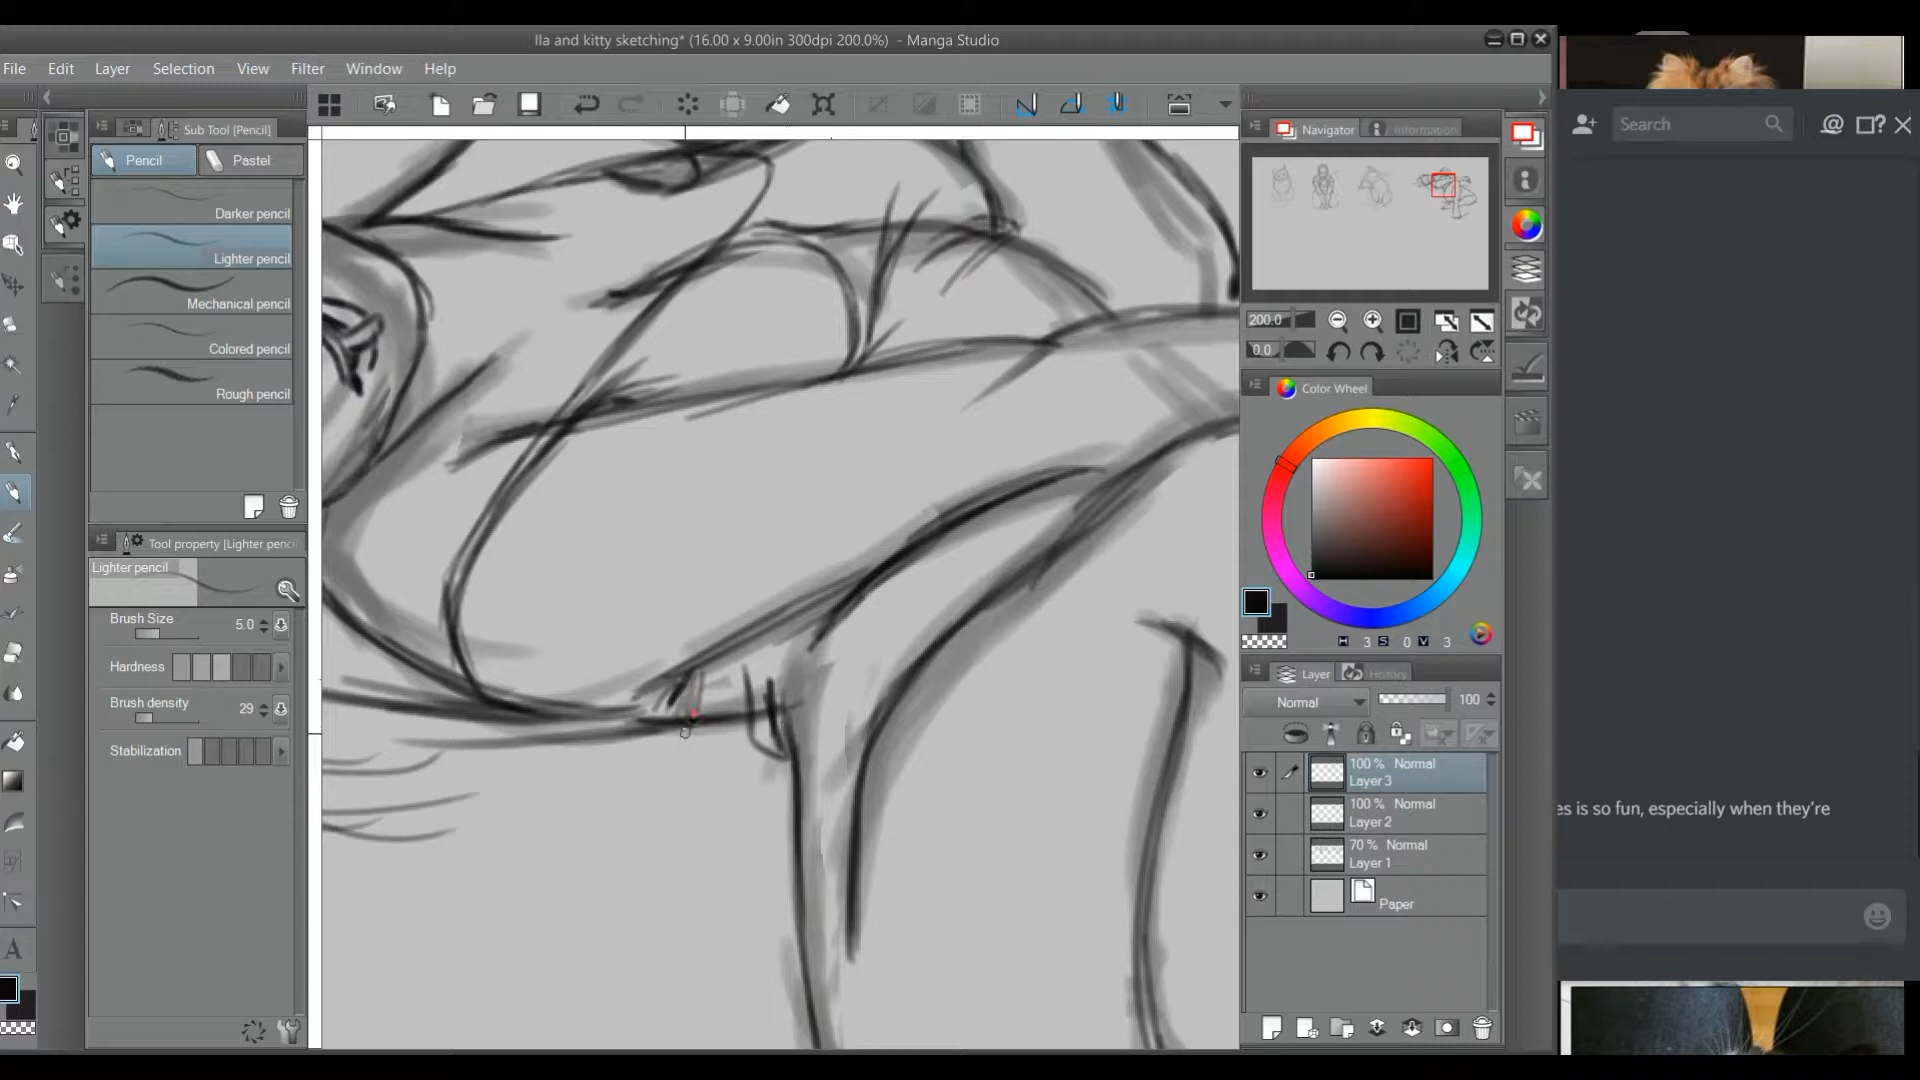 lla and kitty sketching* (16.00 x 9.00in 300dpi 200.0%) - Manga Studio
File Edit Layer Selection View Filter Window Help
Sub Tool [Pencil]
Pencil Pastel
Darker pencil
Lighter pencil
Mechanical pencil
Colored pencil
Rough pencil
Tool property [Lighter pencil
Lighter pencil
Brush Size 5.0
Hardness
Brush density 29
Stabilization
A
Navigator Information
200.0
0.0
Color Wheel
H 3 S 0 V 3
Layer History
Normal 100
100 % Normal
Layer 3
100 % Normal
Layer 2
70 % Normal
Layer 1
Paper
Search
es is so fun, especially when they're